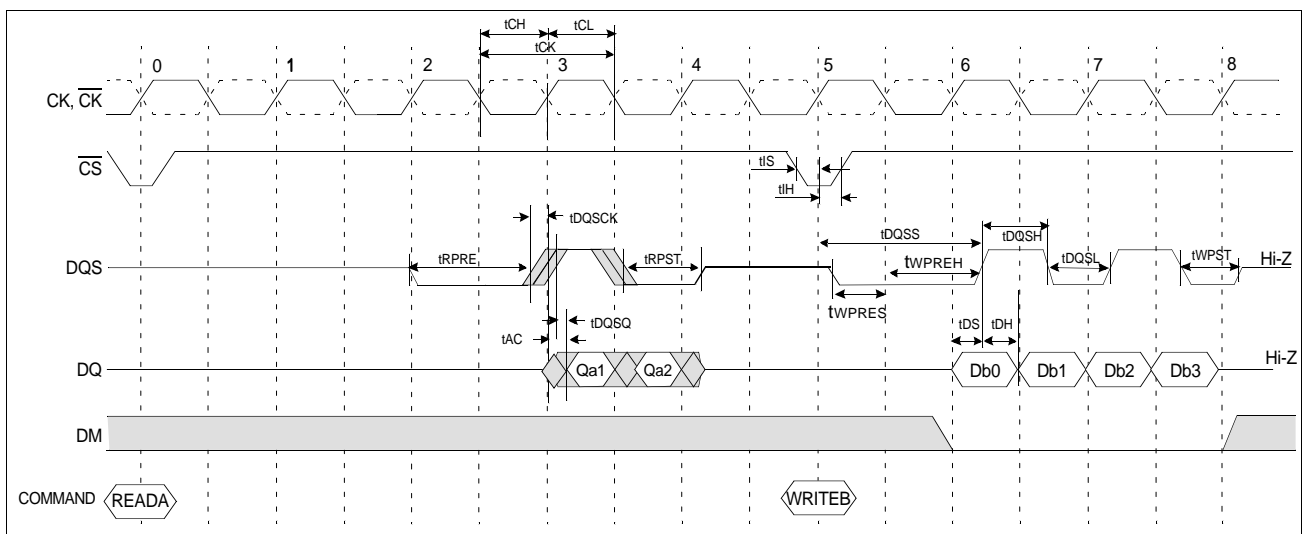 tCH tCL
tCK
0 1 2 3 4 5 6 7 8
CK, CK
CS
tIS
tIH
tDQSCK
tDQSS
tDQSH
DQS
tRPRE
tRPST
tWPREH
tDQSL
tWPST
Hi-Z
tWPRES
tDQSQ
tAC
tDS tDH
DQ
Qa1 Qa2
Db0 Db1 Db2 Db3
Hi-Z
DM
COMMAND READA WRITEB